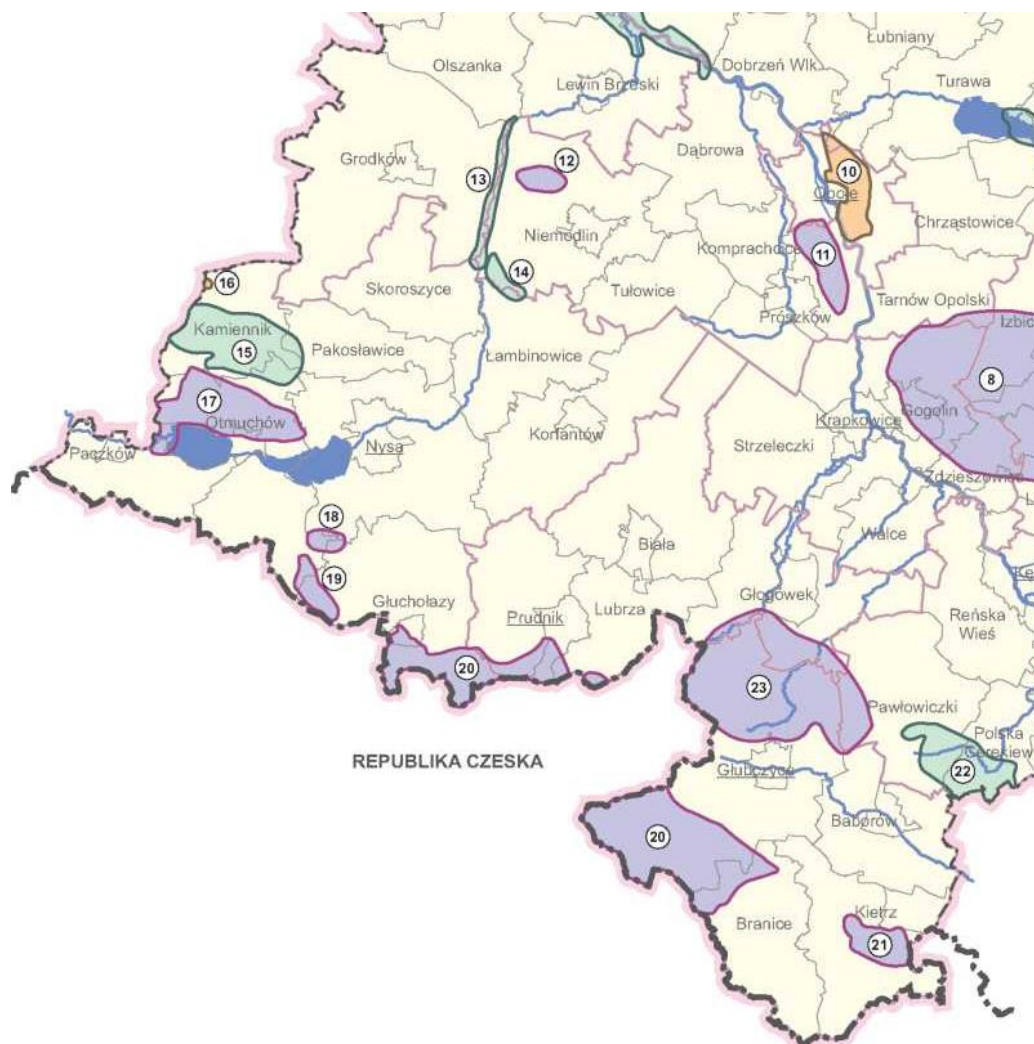 Łubniany
Olszanka
Dobrzeń Wlk.
Lewin Brzeski
Turawa
Grodków
Dąbrowa
12
13
10
Opole
Niemodlin
Chrząstowice
Komprachcice
11
14
16
Skoroszyce
Tułowice
Prószków
Tarnów Opolski
Kamiennik
15
Pakosławice
Łambinowice
8
17
Otmuchów
Gogolin
Krapkowice
Paczków
Nysa
Korfantów
Strzeleczki
Zdzieszowice
18
Biała
Walce
19
Głuchołazy
Prudnik
Lubrza
Głogówek
Reńska
Wieś
20
23
Pawłowiczki
Polska
REPUBLIKA CZESKA
Głubczyce
22
20
Baborów
Branice
Kietrz
21